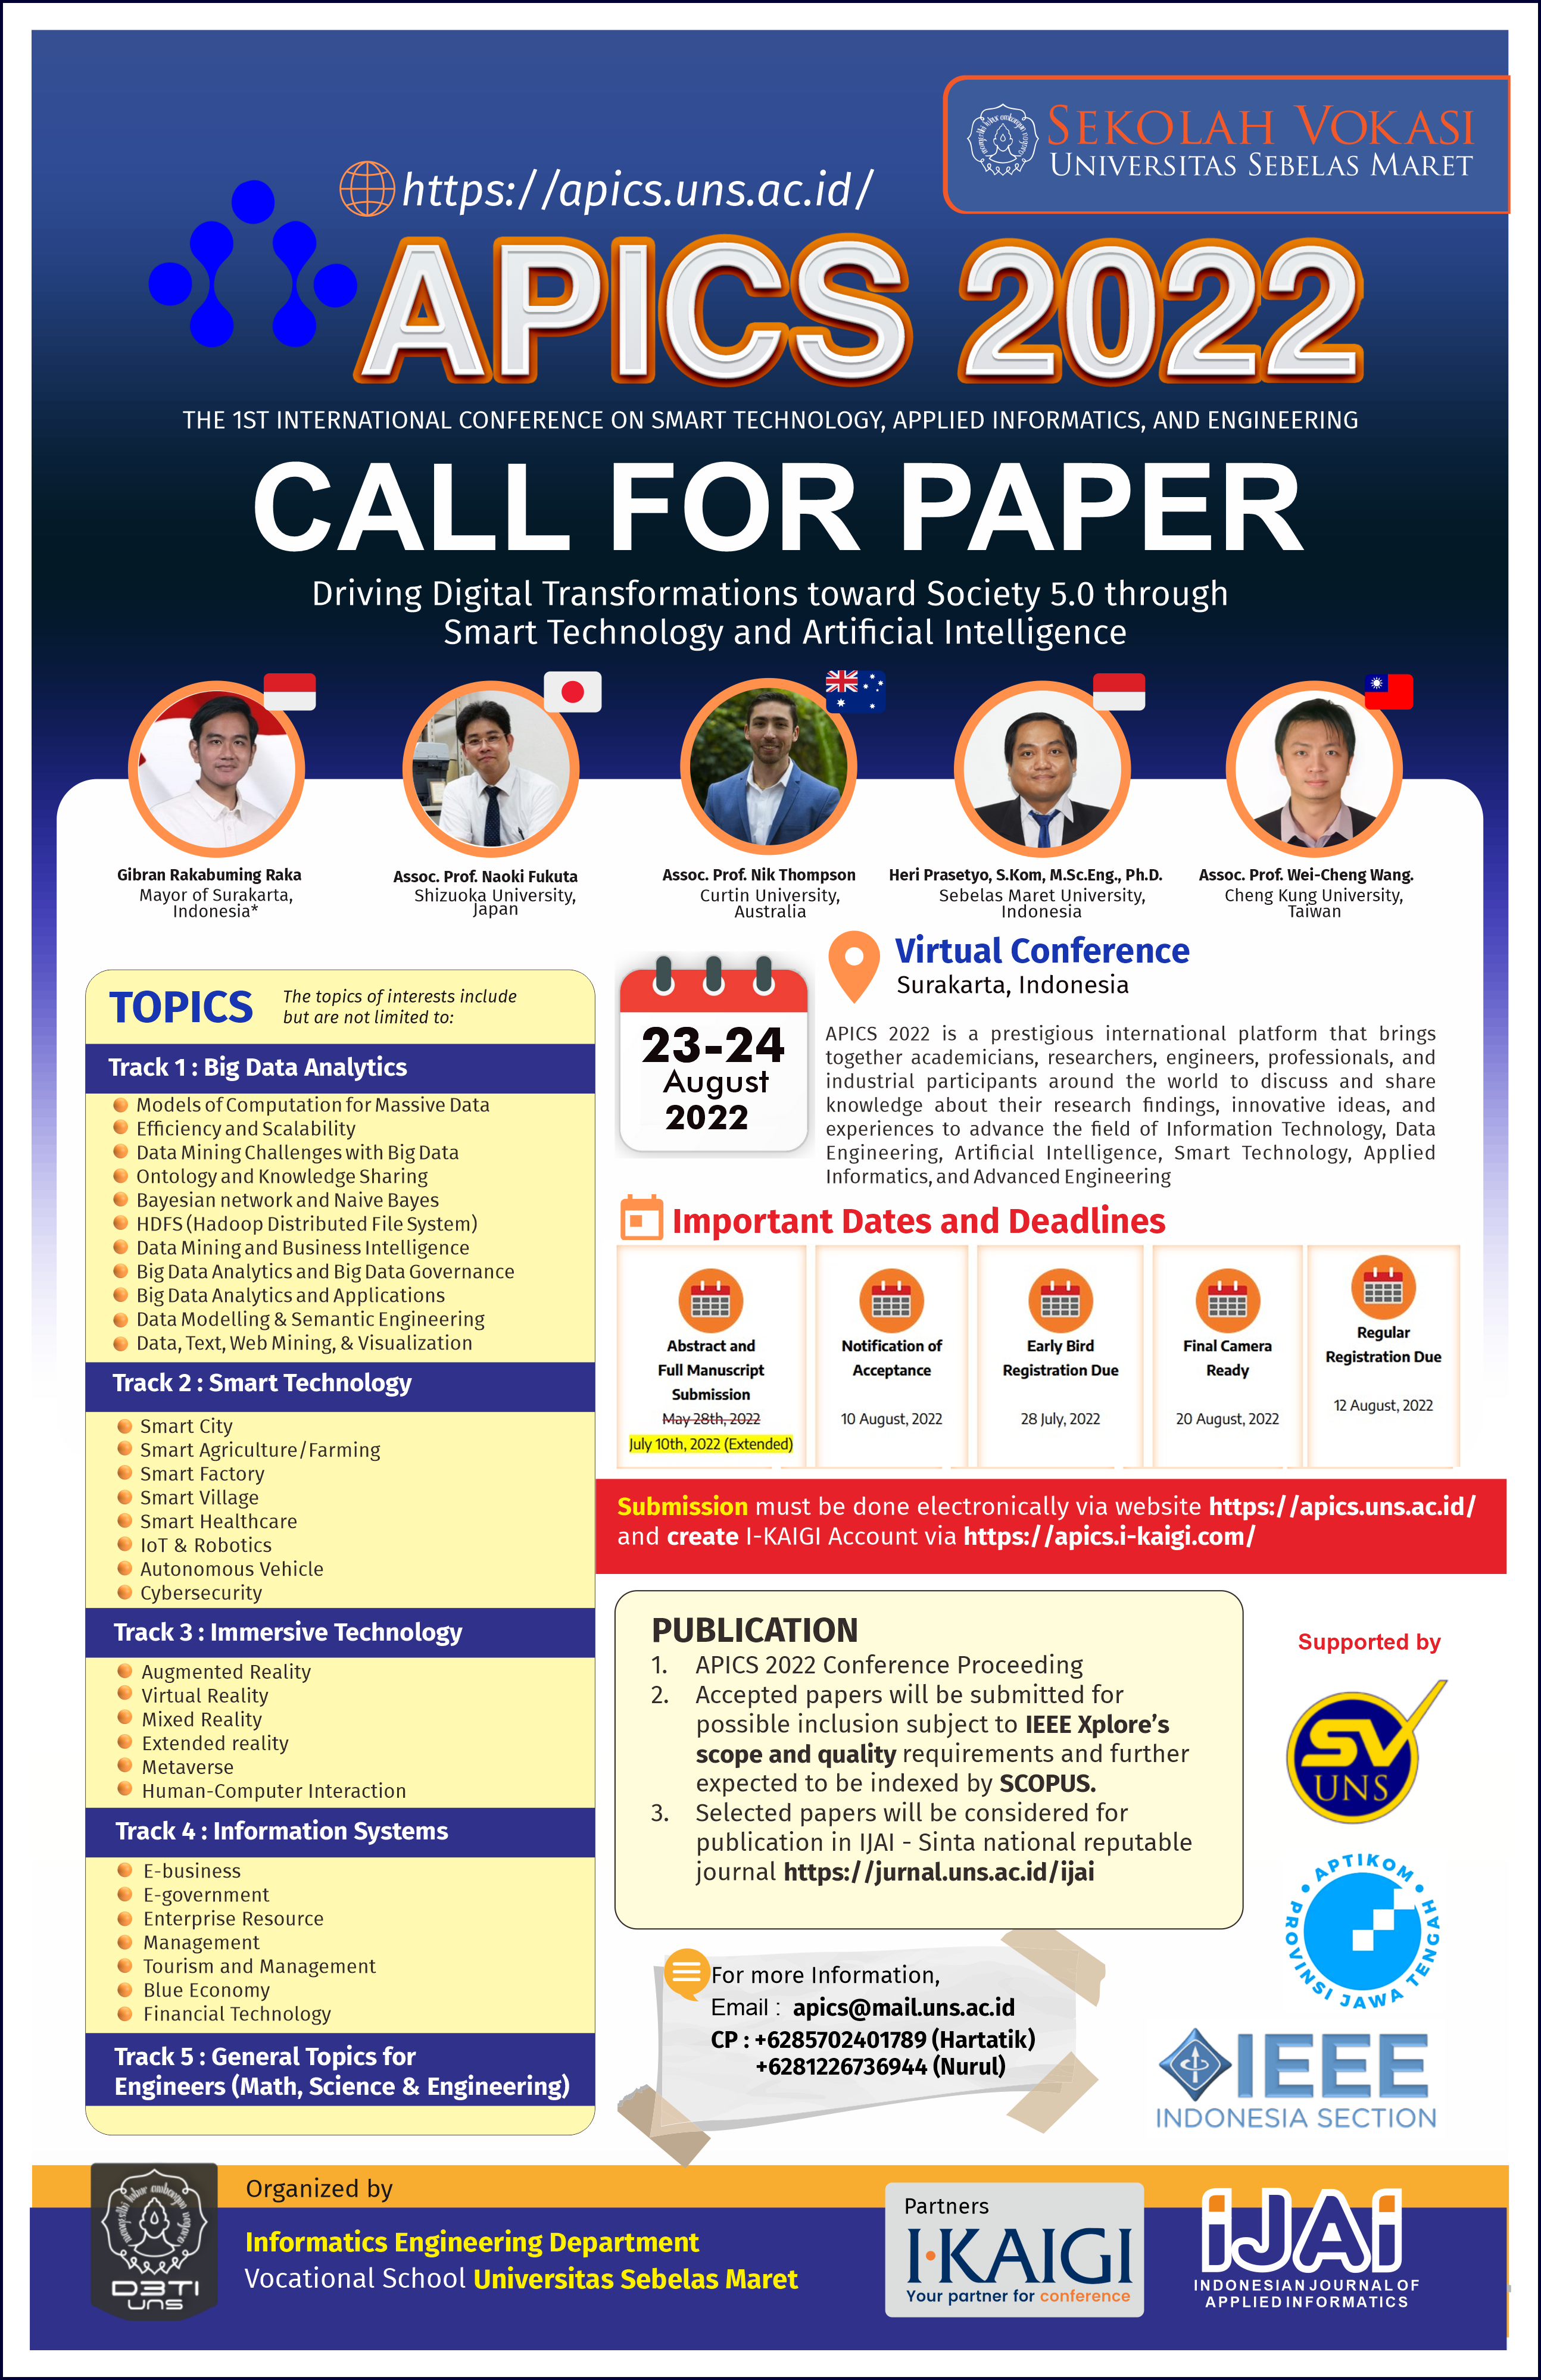 SEKOLAH VOKASI
UNIVERSITAS SEBELAS MARET
https://apics.uns.ac.id/
APICS 2022
THE 1ST INTERNATIONAL CONFERENCE ON SMART TECHNOLOGY, APPLIED INFORMATICS, AND ENGINEERING
CALL FOR PAPER
Driving Digital Transformations toward Society 5.0 through
Smart Technology and Artificial Intelligence
Gibran Rakabuming Raka
Mayor of Surakarta,
Indonesia*
Assoc. Prof. Naoki Fukuta
Shizuoka University,
Japan
Assoc. Prof. Nik Thompson
Curtin University,
Australia
Heri Prasetyo, S.Kom, M.Sc.Eng., Ph.D.
Sebelas Maret University,
Indonesia
Assoc. Prof. Wei-Cheng Wang.
Cheng Kung University,
Taiwan
TOPICS
The topics of interests include
but are not limited to:
Track 1 : Big Data Analytics
Models of Computation for Massive Data
Efficiency and Scalability
Data Mining Challenges with Big Data
Ontology and Knowledge Sharing
Bayesian network and Naive Bayes
HDFS (Hadoop Distributed File System)
Data Mining and Business Intelligence
Big Data Analytics and Big Data Governance
Big Data Analytics and Applications
Data Modelling & Semantic Engineering
Data, Text, Web Mining, & Visualization
Track 2 : Smart Technology
Smart City
Smart Agriculture/Farming
Smart Factory
Smart Village
Smart Healthcare
IoT & Robotics
Autonomous Vehicle
Cybersecurity
Track 3 : Immersive Technology
Augmented Reality
Virtual Reality
Mixed Reality
Extended reality
Metaverse
Human-Computer Interaction
Track 4 : Information Systems
E-business
E-government
Enterprise Resource
Management
Tourism and Management
Blue Economy
Financial Technology
Track 5 : General Topics for
Engineers (Math, Science & Engineering)
23-24
August
2022
Virtual Conference
Surakarta, Indonesia
APICS 2022 is a prestigious international platform that brings
together academicians, researchers, engineers, professionals, and
industrial participants around the world to discuss and share
knowledge about their research findings, innovative ideas, and
experiences to advance the field of Information Technology, Data
Engineering, Artificial Intelligence, Smart Technology, Applied
Informatics, and Advanced Engineering
Important Dates and Deadlines
Abstract and
Full Manuscript
Submission
May 28th, 2022
July 10th, 2022 (Extended)
Notification of
Acceptance
10 August, 2022
Early Bird
Registration Due
28 July, 2022
Final Camera
Ready
20 August, 2022
Regular
Registration Due
12 August, 2022
Submission must be done electronically via website https://apics.uns.ac.id/
and create I-KAIGI Account via https://apics.i-kaigi.com/
PUBLICATION
1. APICS 2022 Conference Proceeding
2. Accepted papers will be submitted for
possible inclusion subject to IEEE Xplore's
scope and quality requirements and further
expected to be indexed by SCOPUS.
3. Selected papers will be considered for
publication in IJAI - Sinta national reputable
journal https://jurnal.uns.ac.id/ijai
Supported by
SV
UNS
APTIKOM
PROVINSI JAWA TENGAH
IEEE
INDONESIA SECTION
For more Information,
Email : apics@mail.uns.ac.id
CP : +6285702401789 (Hartatik)
+6281226736944 (Nurul)
D3TI
UNS
Organized by
Informatics Engineering Department
Vocational School Universitas Sebelas Maret
Partners
I·KAIGI
Your partner for conference
iJAi
INDONESIAN JOURNAL OF
APPLIED INFORMATICS